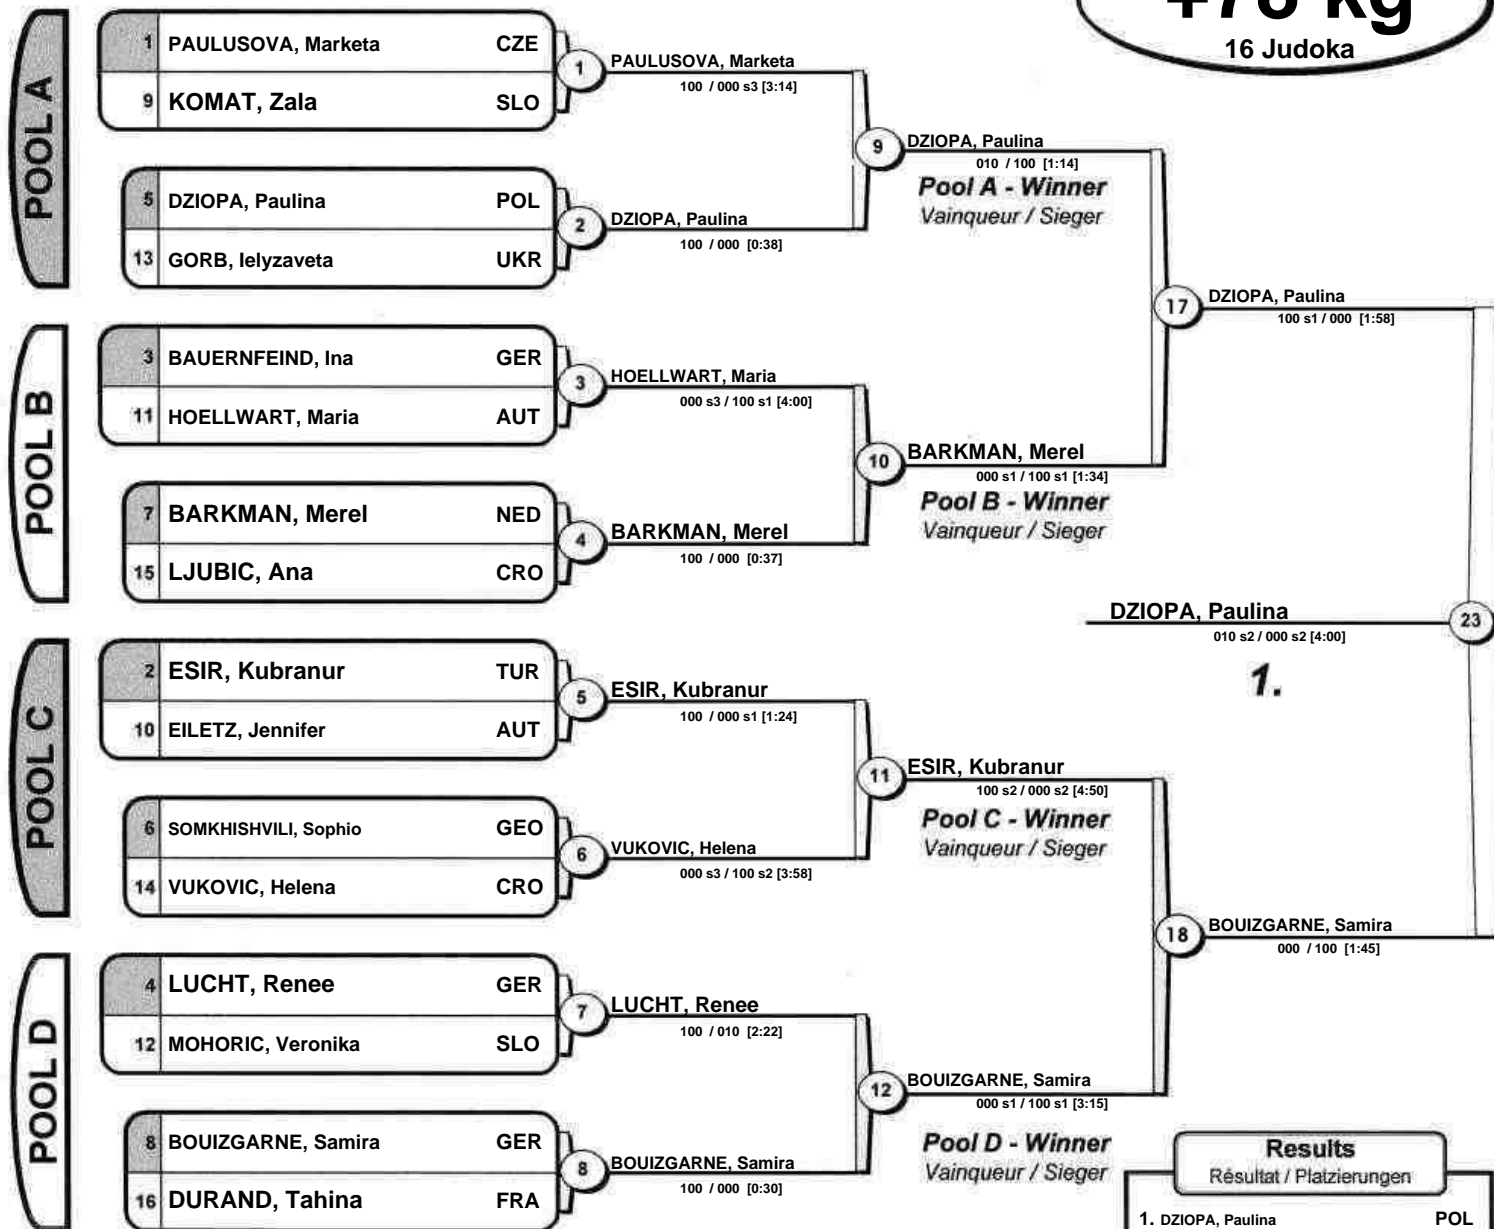 +78 kg
16 Judoka
POOL A
1 PAULUSOVA, Marketa CZE
9 KOMAT, Zala SLO
1
PAULUSOVA, Marketa
100 / 000 s3 [3:14]
5 DZIOPA, Paulina POL
13 GORB, Ielyzaveta UKR
2
DZIOPA, Paulina
100 / 000 [0:38]
9
DZIOPA, Paulina
010 / 100 [1:14]
Pool A - Winner
Vainqueur / Sieger
POOL B
3 BAUERNFEIND, Ina GER
11 HOELLWART, Maria AUT
3
HOELLWART, Maria
000 s3 / 100 s1 [4:00]
7 BARKMAN, Merel NED
15 LJUBIC, Ana CRO
4
BARKMAN, Merel
100 / 000 [0:37]
10
BARKMAN, Merel
000 s1 / 100 s1 [1:34]
Pool B - Winner
Vainqueur / Sieger
17
DZIOPA, Paulina
100 s1 / 000 [1:58]
DZIOPA, Paulina
010 s2 / 000 s2 [4:00]
1.
23
POOL C
2 ESIR, Kubranur TUR
10 EILETZ, Jennifer AUT
5
ESIR, Kubranur
100 / 000 s1 [1:24]
6 SOMKHISHVILI, Sophio GEO
14 VUKOVIC, Helena CRO
6
VUKOVIC, Helena
000 s3 / 100 s2 [3:58]
11
ESIR, Kubranur
100 s2 / 000 s2 [4:50]
Pool C - Winner
Vainqueur / Sieger
POOL D
4 LUCHT, Renee GER
12 MOHORIC, Veronika SLO
7
LUCHT, Renee
100 / 010 [2:22]
8 BOUIZGARNE, Samira GER
16 DURAND, Tahina FRA
8
BOUIZGARNE, Samira
100 / 000 [0:30]
12
BOUIZGARNE, Samira
000 s1 / 100 s1 [3:15]
Pool D - Winner
Vainqueur / Sieger
18
BOUIZGARNE, Samira
000 / 100 [1:45]
Results
Résultat / Platzierungen
1. DZIOPA, Paulina POL